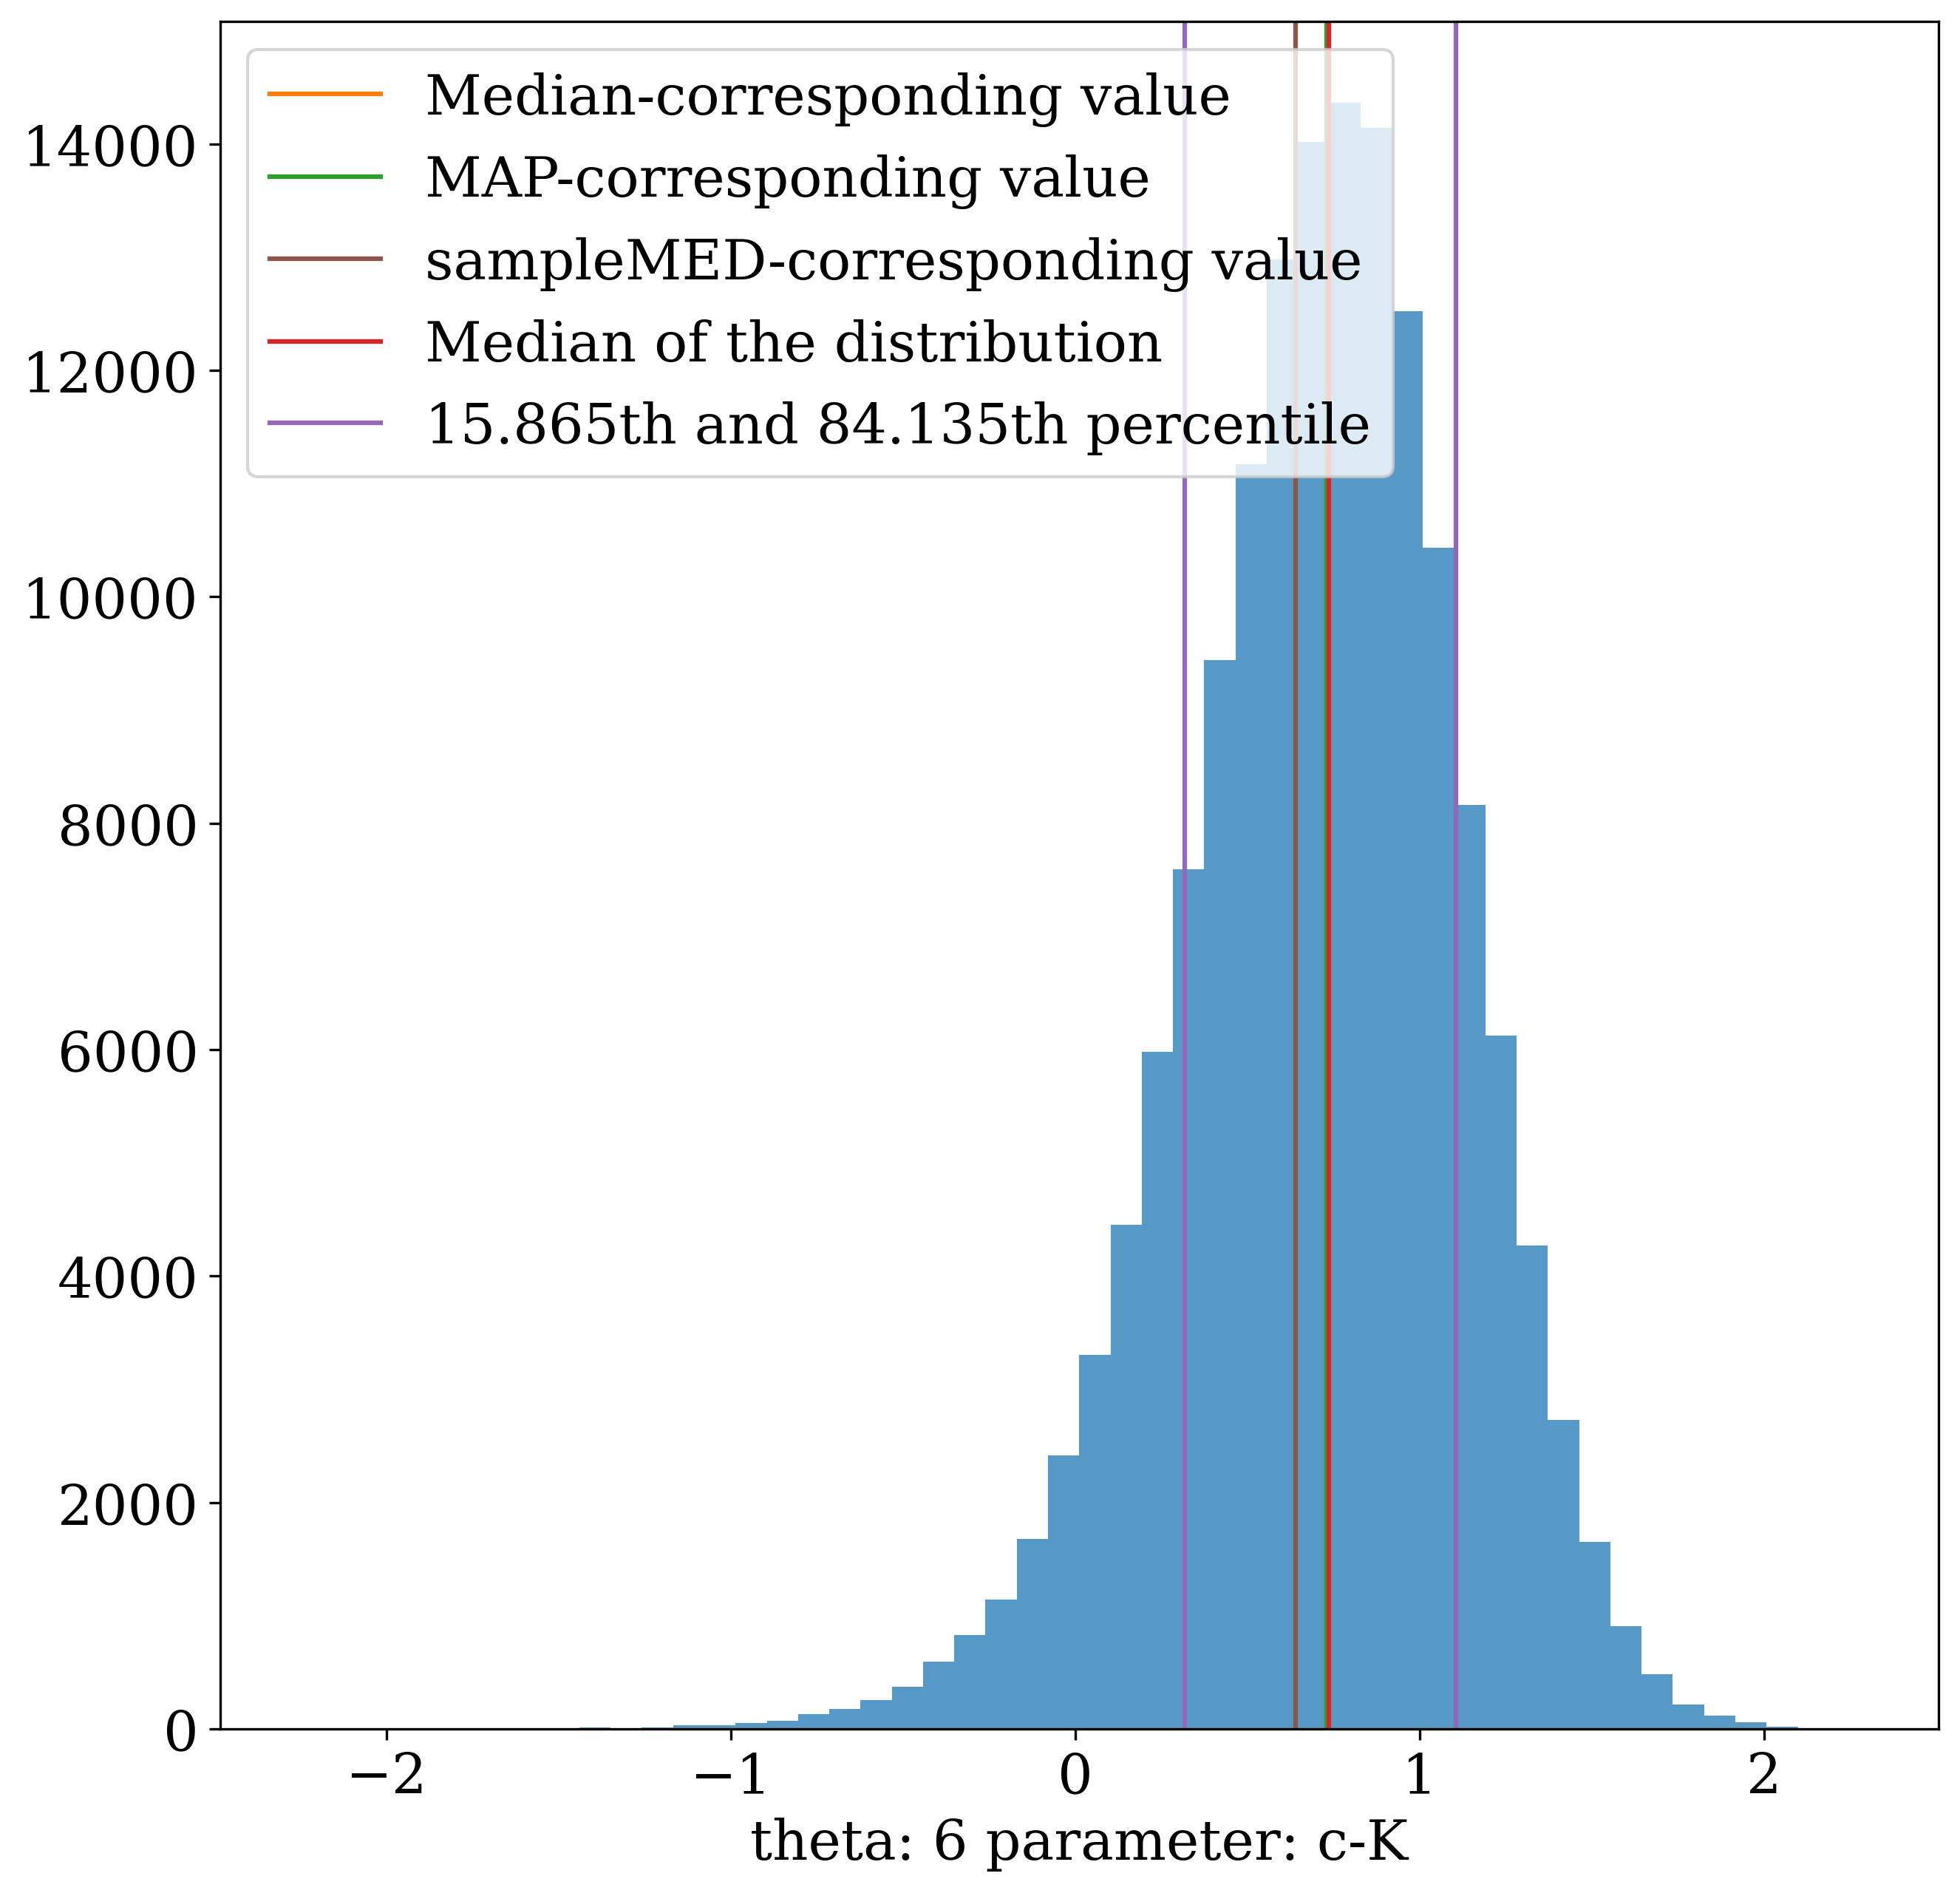 Median-corresponding value
MAP-corresponding value
sampleMED-corresponding value
Median of the distribution
15.865th and 84.135th percentile
14000
12000
10000
8000
6000
4000
2000
0
−2 −1 0 1 2
theta: 6 parameter: c-K